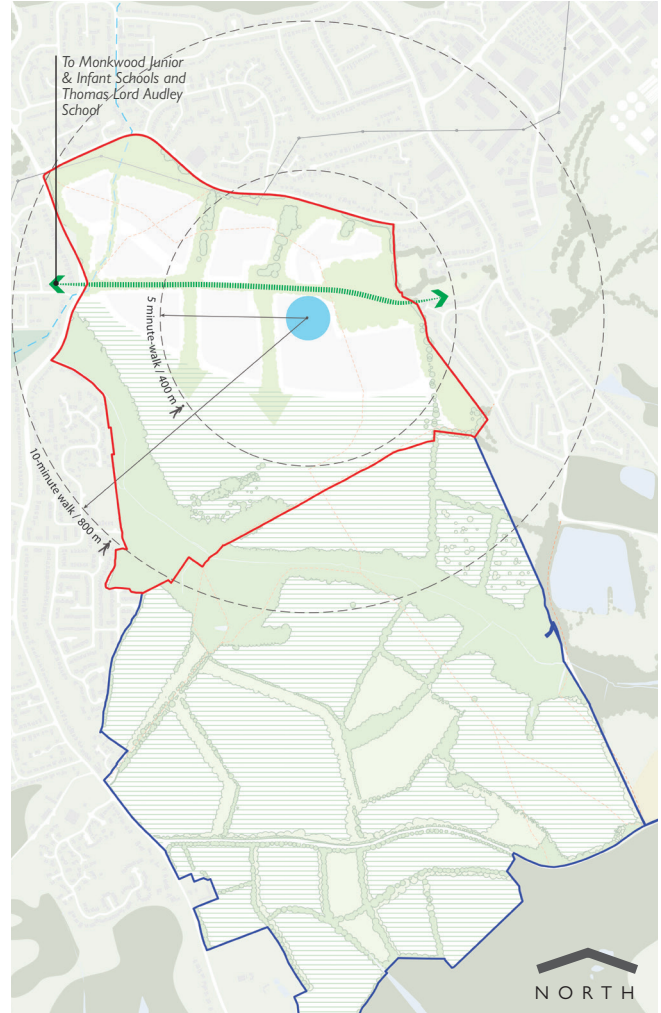 To Monkwood Junior
& Infant Schools and
Thomas Lord Audley
School
5 minute-walk / 400 m
10-minute walk / 800 m
NORTH